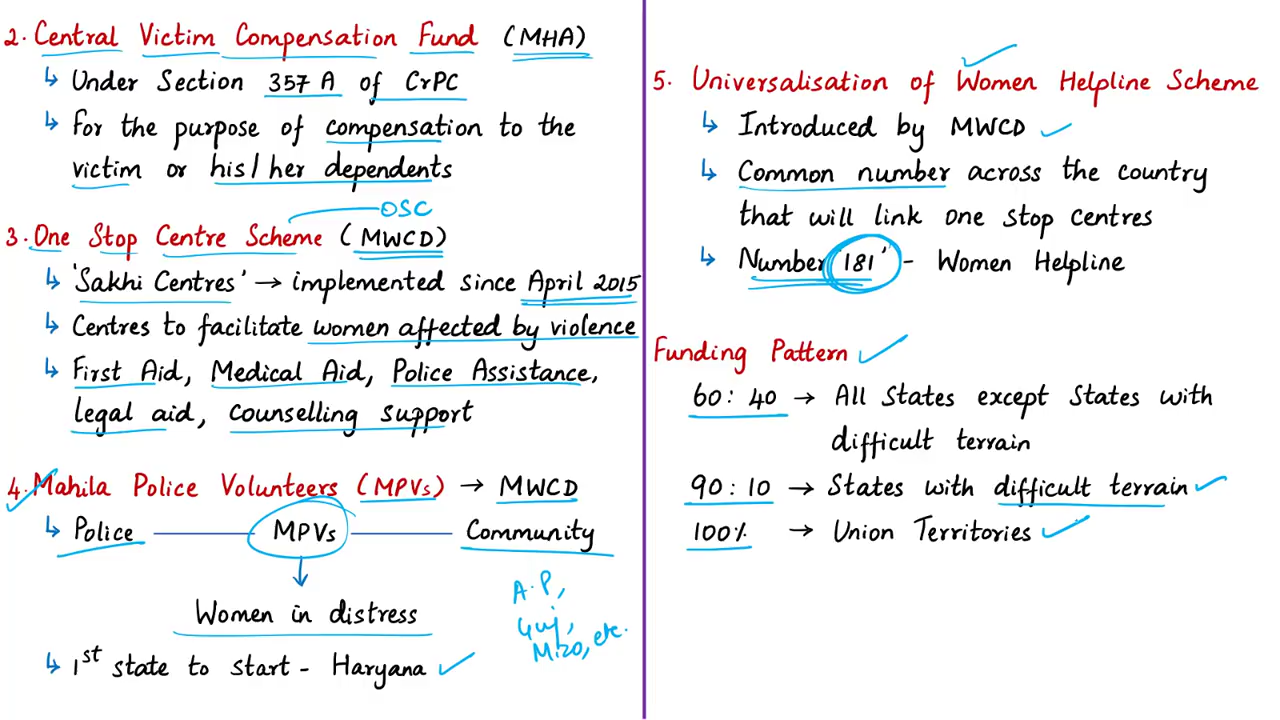 2. Central Victim Compensation Fund (MHA)
↳ Under Section 357 A of CrPC
↳ For the purpose of compensation to the
victim or his/her dependents
OSC
3. One Stop Centre Scheme (MWCD)
↳ 'Sakhi Centres' → implemented since April 2015
↳ Centres to facilitate women affected by violence
↳ First Aid, Medical Aid, Police Assistance,
legal aid, counselling support
4. Mahila Police Volunteers (MPVs) → MWCD
↳ Police MPVs Community
Women in distress
↳ 1st state to start - Haryana
A.P,
Guj,
Mizo, etc.
5. Universalisation of Women Helpline Scheme
↳ Introduced by MWCD
↳ Common number across the country
that will link one stop centres
↳ Number '181' - Women Helpline
Funding Pattern
60:40 → All States except States with
difficult terrain
90:10 → States with difficult terrain
100% → Union Territories